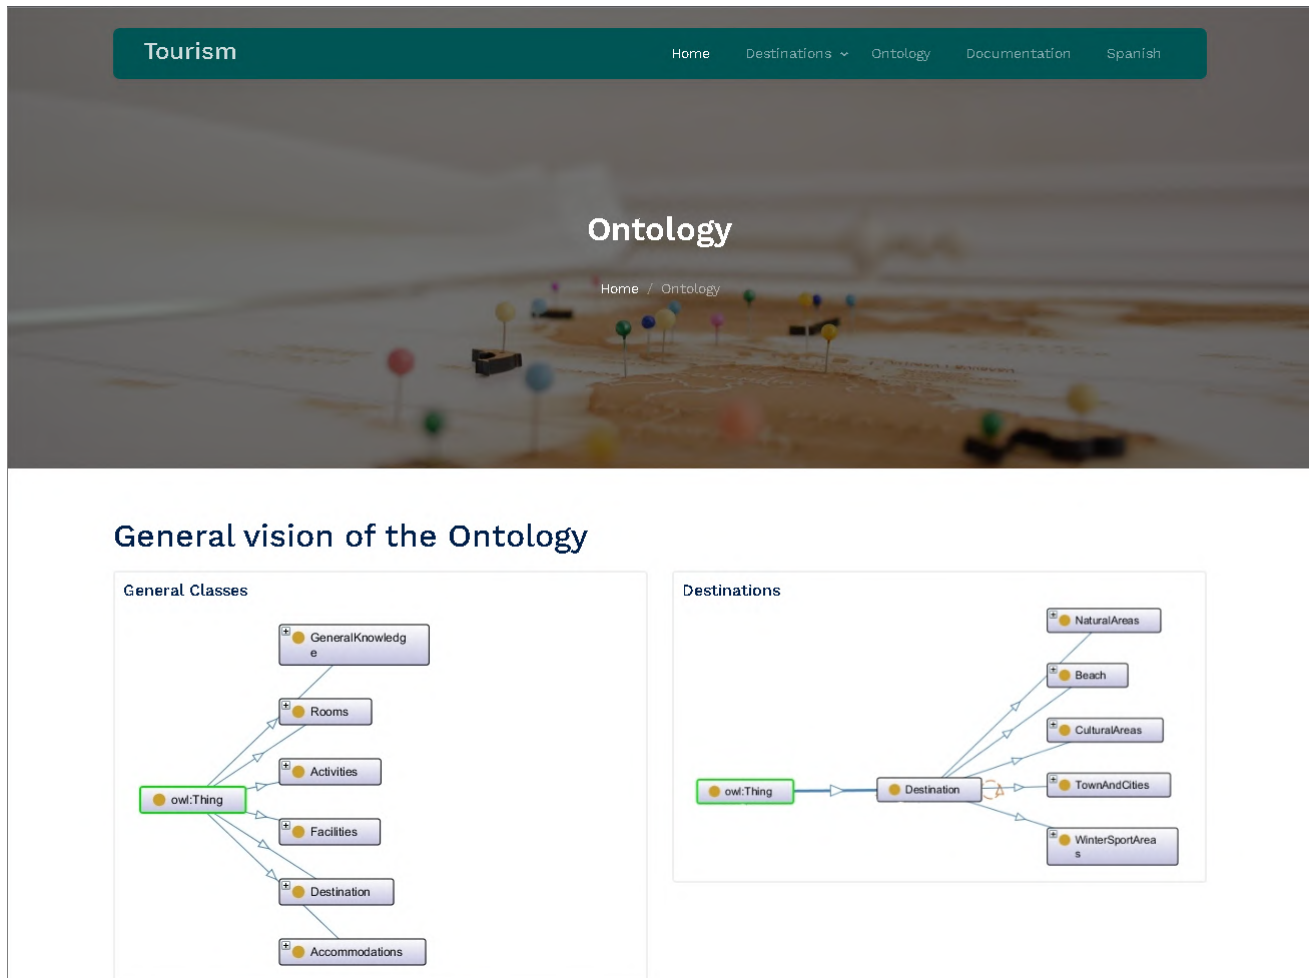 Tourism
Home Destinations Ontology Documentation Spanish
Ontology
Home / Ontology
General vision of the Ontology
General Classes
GeneralKnowledg
e
Rooms
Activities
owl:Thing
Facilities
Destination
Accommodations
Destinations
NaturalAreas
Beach
CulturalAreas
owl:Thing
Destination
TownAndCities
WinterSportArea
s